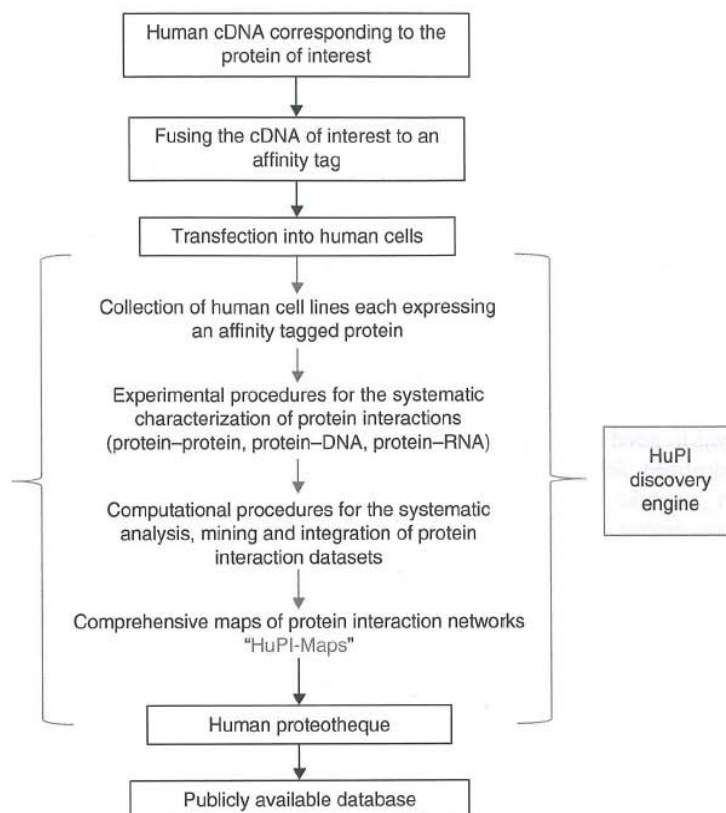 Human cDNA corresponding to the
protein of interest
Fusing the cDNA of interest to an
affinity tag
Transfection into human cells
Collection of human cell lines each expressing
an affinity tagged protein
Experimental procedures for the systematic
characterization of protein interactions
(protein–protein, protein–DNA, protein–RNA)
Computational procedures for the systematic
analysis, mining and integration of protein
interaction datasets
Comprehensive maps of protein interaction networks
“HuPI-Maps”
Human proteotheque
Publicly available database
HuPI
discovery
engine